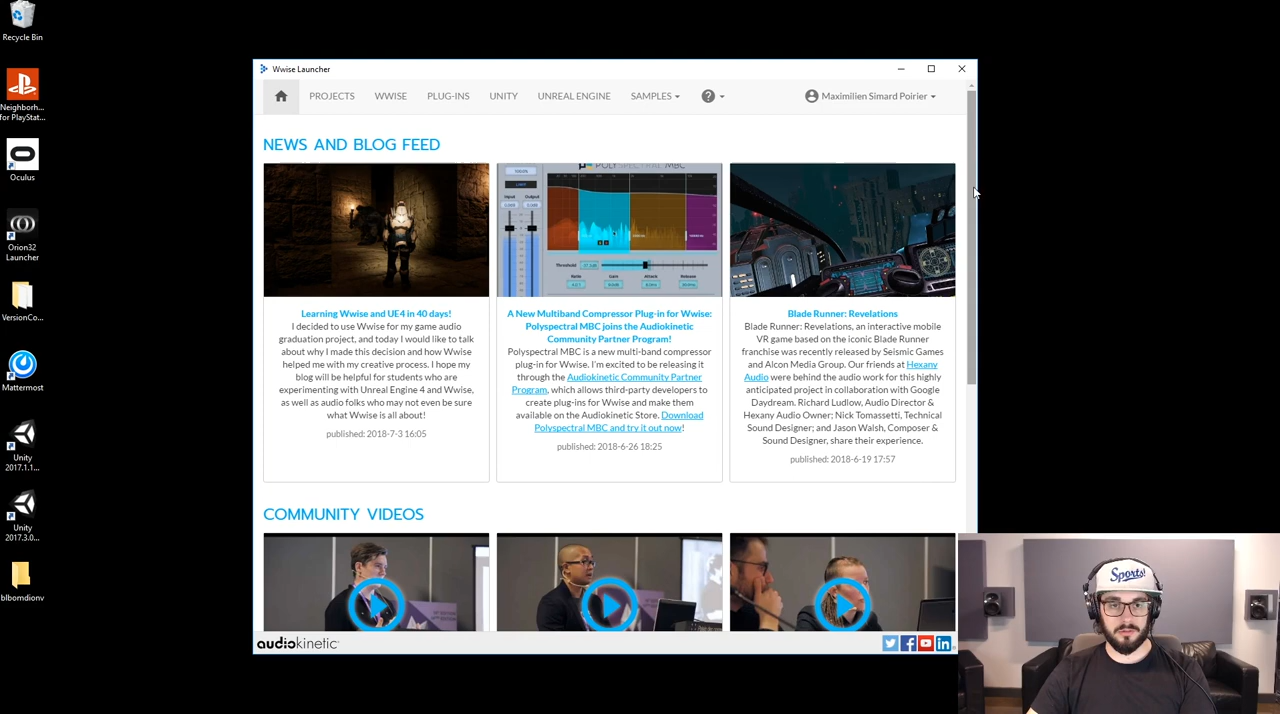 Recycle Bin
Neighborh...
for PlayStat...
Oculus
Orion32
Launcher
VersionCo...
Mattermost
Unity
2017.1.1...
Unity
2017.3.0...
blbomdionv
Wwise Launcher
PROJECTS WWISE PLUG-INS UNITY UNREAL ENGINE SAMPLES ? Maximilien Simard Poirier
NEWS AND BLOG FEED
POLYSPECTRAL MBC
Input Output
Threshold
Ratio Gain Attack Release
Learning Wwise and UE4 in 40 days!
I decided to use Wwise for my game audio
graduation project, and today I would like to talk
about why I made this decision and how Wwise
helped me with my creative process. I hope my
blog will be helpful for students who are
experimenting with Unreal Engine 4 and Wwise,
as well as audio folks who may not even be sure
what Wwise is all about!
published: 2018-7-3 16:05
A New Multiband Compressor Plug-in for Wwise:
Polyspectral MBC joins the Audiokinetic
Community Partner Program!
Polyspectral MBC is a new multi-band compressor
plug-in for Wwise. I'm excited to be releasing it
through the Audiokinetic Community Partner
Program, which allows third-party developers to
create plug-ins for Wwise and make them
available on the Audiokinetic Store. Download
Polyspectral MBC and try it out now!
published: 2018-6-26 18:25
Blade Runner: Revelations
Blade Runner: Revelations, an interactive mobile
VR game based on the iconic Blade Runner
franchise was recently released by Seismic Games
and Alcon Media Group. Our friends at Hexany
Audio were behind the audio work for this highly
anticipated project in collaboration with Google
Daydream. Richard Ludlow, Audio Director &
Hexany Audio Owner; Nick Tomassetti, Technical
Sound Designer; and Jason Walsh, Composer &
Sound Designer, share their experience.
published: 2018-6-19 17:57
COMMUNITY VIDEOS
audiokinetic
Sports!